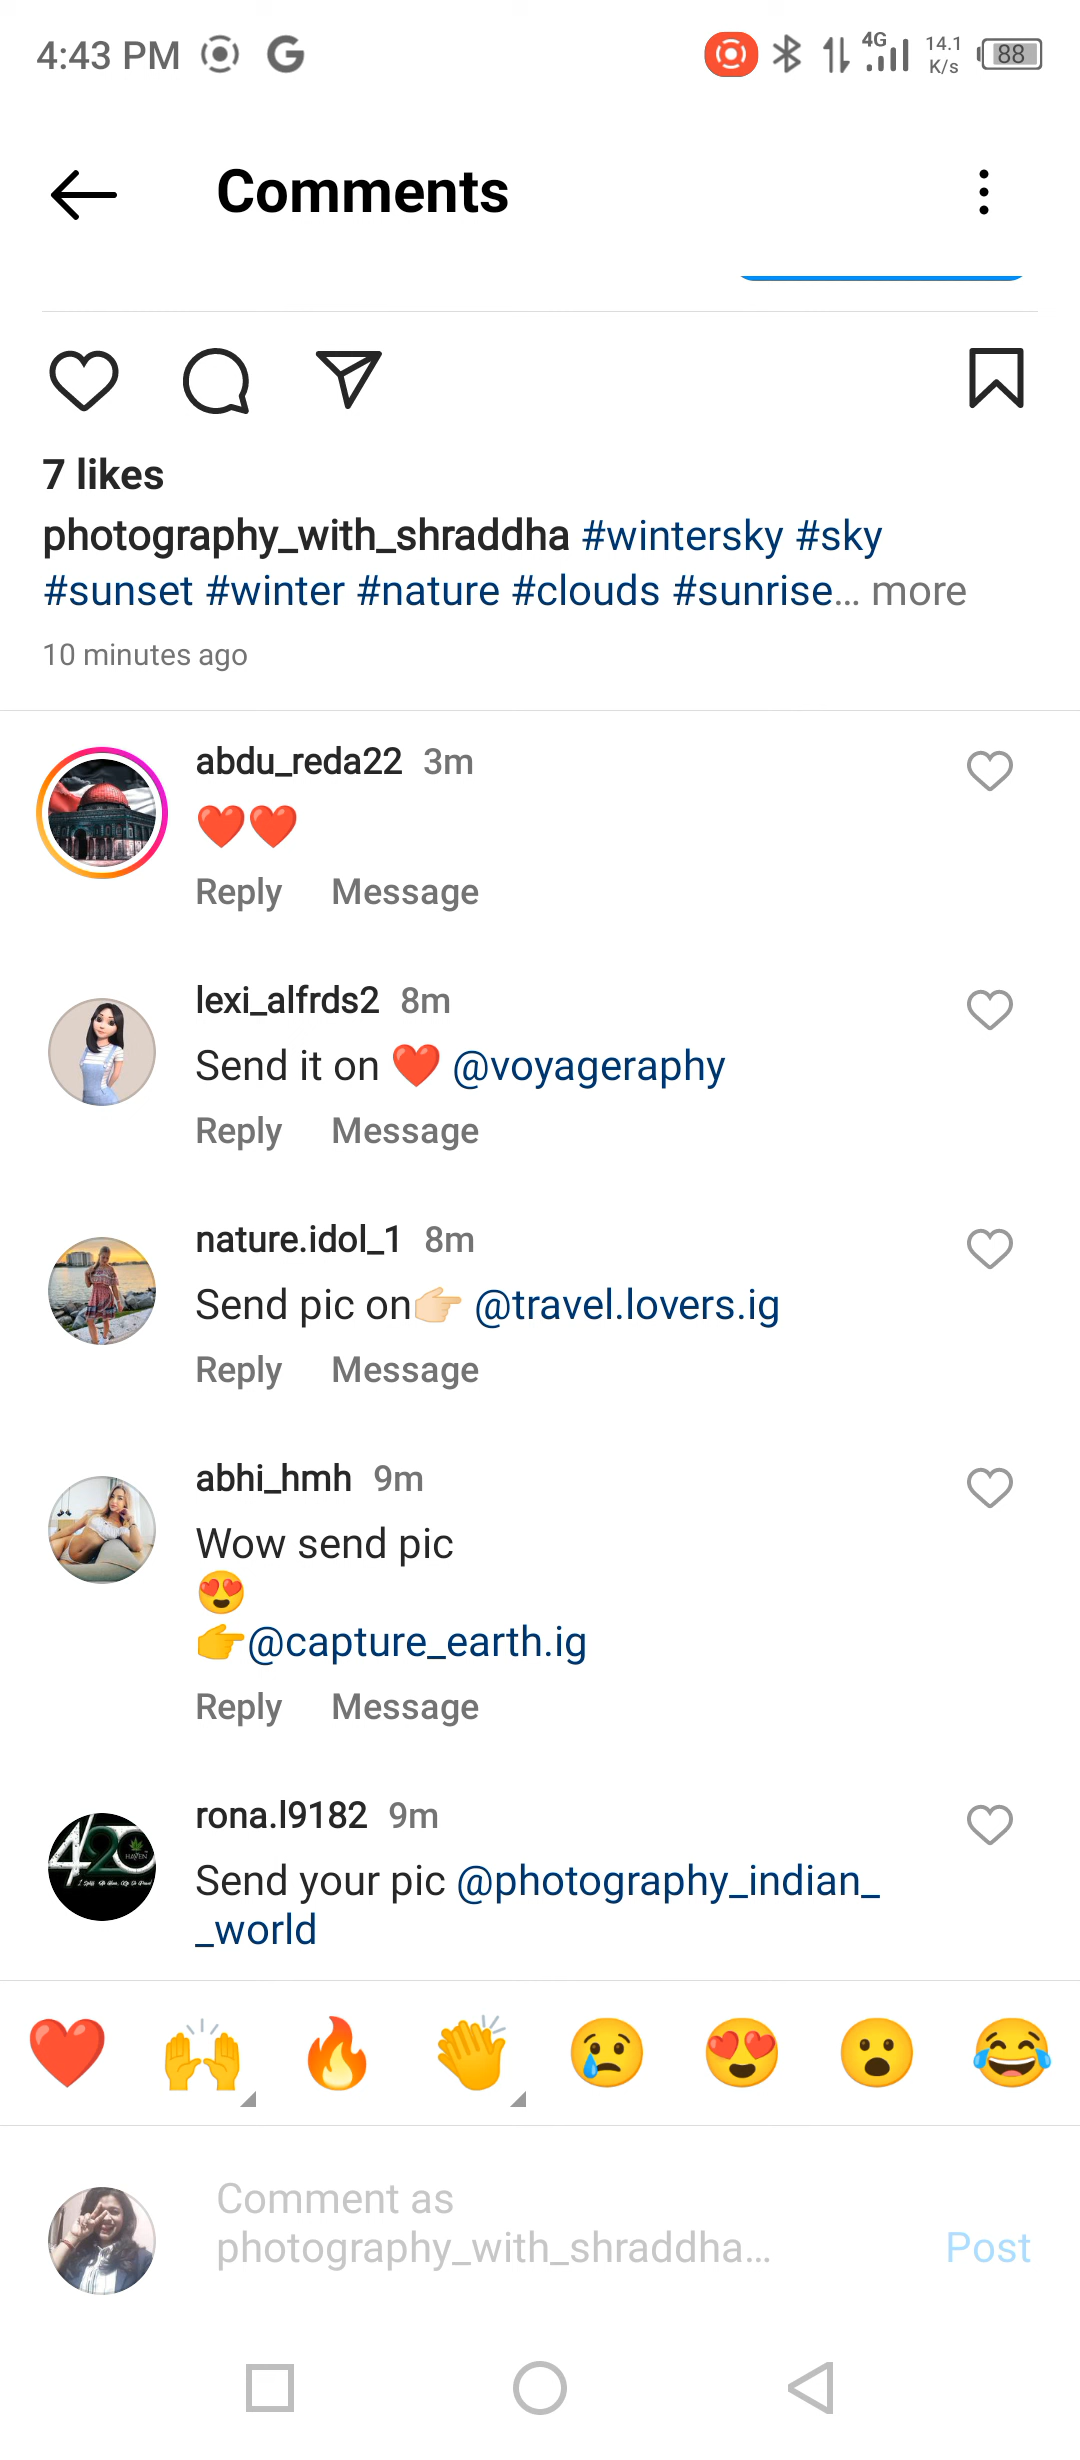 4:43 PM
4G
14.1
K/s
88
Comments
7 likes
photography_with_shraddha #wintersky #sky
#sunset #winter #nature #clouds #sunrise... more
10 minutes ago
abdu_reda22 3m
❤️❤️
Reply Message
lexi_alfrds2 8m
Send it on ❤️ @voyageraphy
Reply Message
nature.idol_1 8m
Send pic on👉🏻 @travel.lovers.ig
Reply Message
abhi_hmh 9m
Wow send pic
😍
👉@capture_earth.ig
Reply Message
rona.l9182 9m
420
HAVEN
Send your pic @photography_indian_
_world
Comment as
photography_with_shraddha...
Post